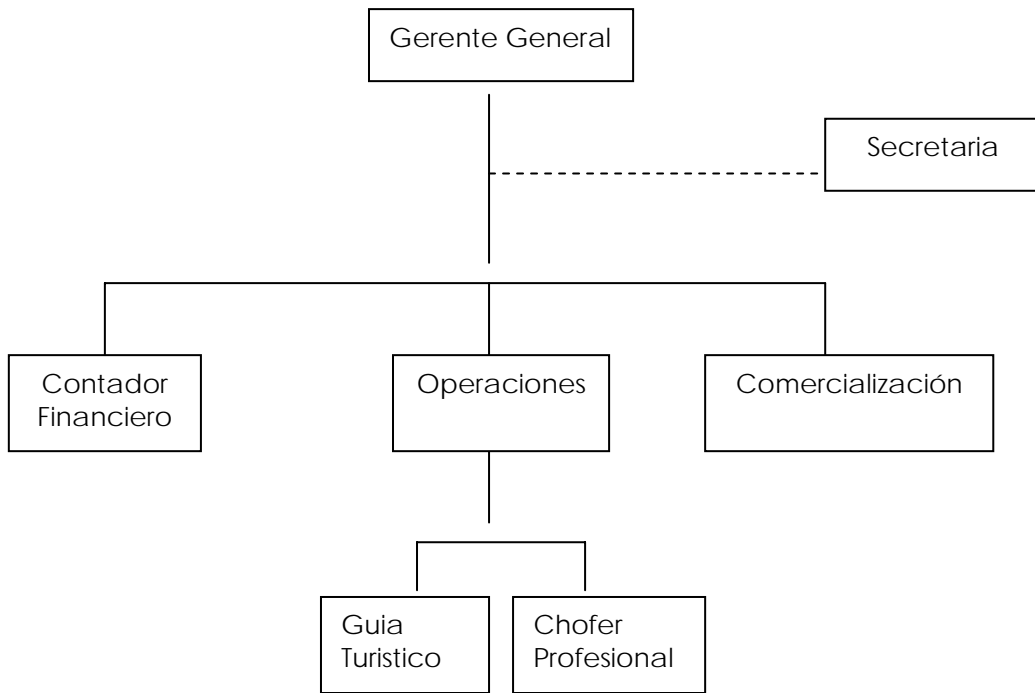 Gerente General
Secretaria
Contador
Financiero
Operaciones
Comercialización
Guia
Turistico
Chofer
Profesional